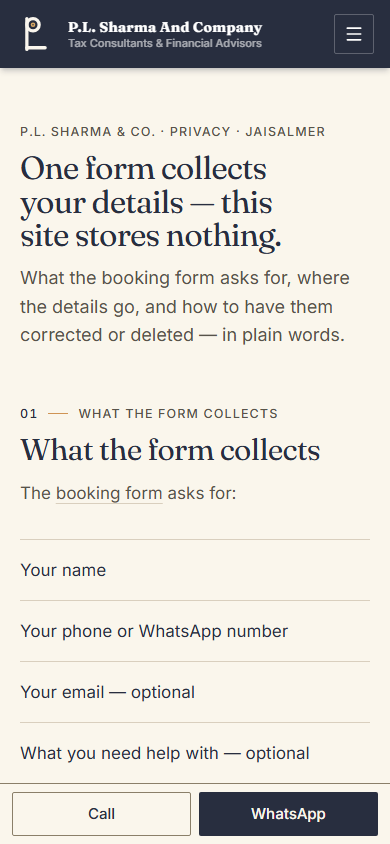 P.L. Sharma And Company
Tax Consultants & Financial Advisors
P.L. SHARMA & CO. · PRIVACY · JAISALMER
One form collects
your details — this
site stores nothing.
What the booking form asks for, where
the details go, and how to have them
corrected or deleted — in plain words.
01 — WHAT THE FORM COLLECTS
What the form collects
The booking form asks for:
Your name
Your phone or WhatsApp number
Your email — optional
What you need help with — optional
Call
WhatsApp